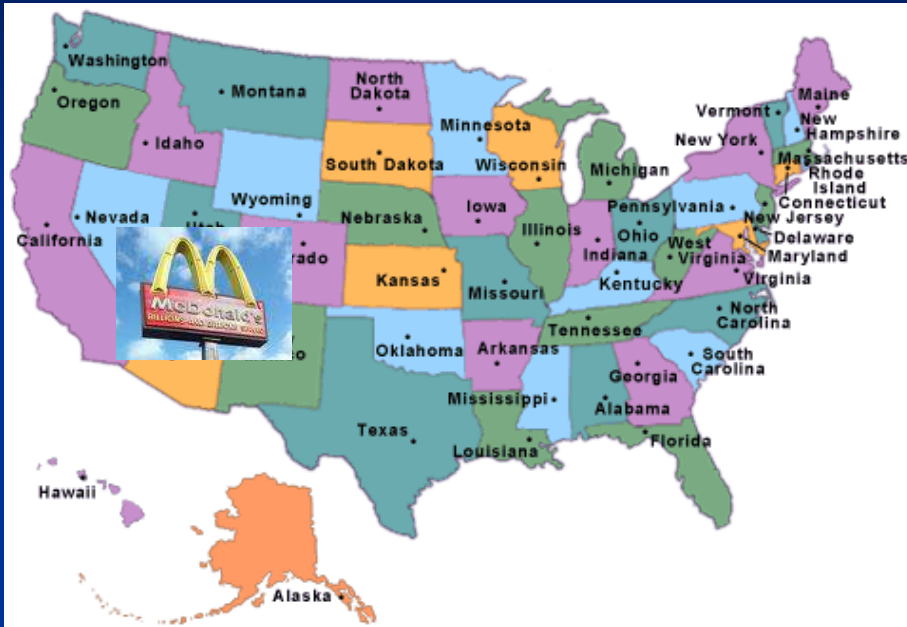 Washington
Oregon
Idaho
Montana
North
Dakota
South Dakota
Wyoming
Nevada
California
Nebraska
Kansas
Minnesota
Wisconsin
Iowa
Illinois
Michigan
Indiana
Ohio
Missouri
Kentucky
Tennessee
Oklahoma
Arkansas
Texas
Louisiana
Mississippi
Alabama
Georgia
Florida
South
Carolina
North
Carolina
Virginia
West
Virginia
Pennsylvania
New York
Vermont
Maine
New
Hampshire
Massachusetts
Rhode
Island
Connecticut
New Jersey
Delaware
Maryland
McDonald's
Hawaii
Alaska